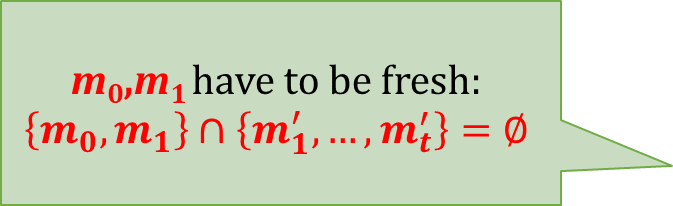 m₀,m₁ have to be fresh:
{m₀, m₁} ∩ {m′₁, …, m′ₜ} = ∅